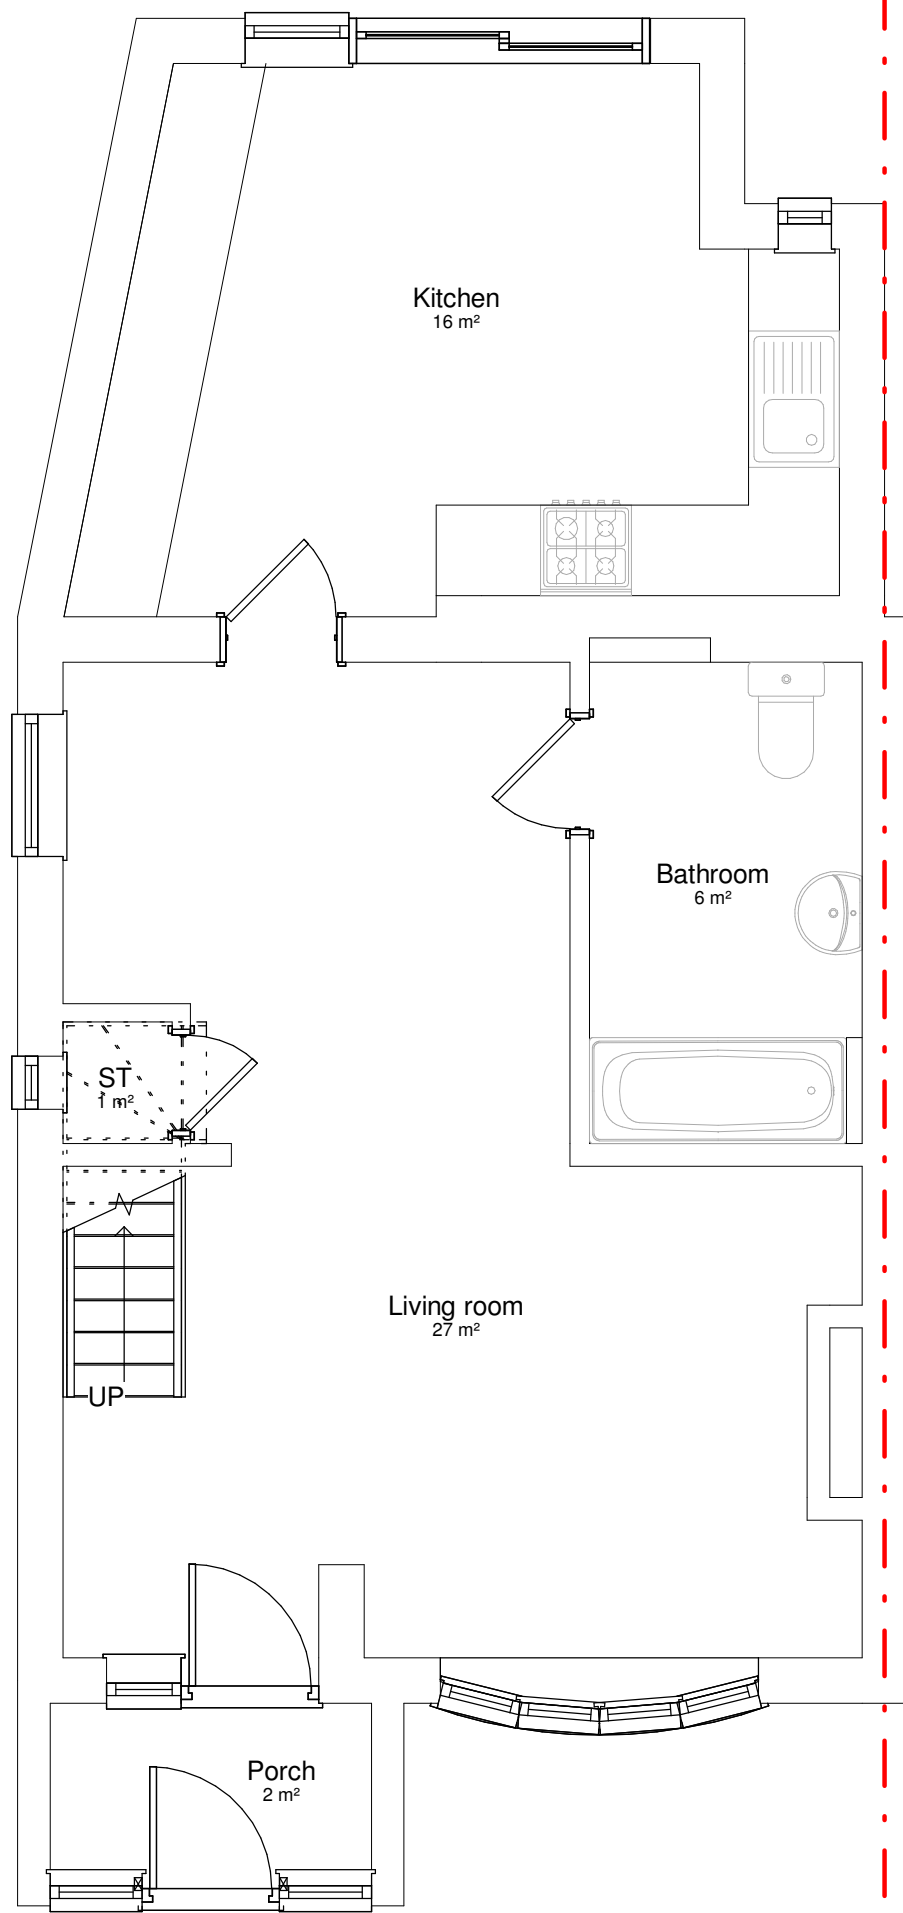 Kitchen
16 m²
Bathroom
6 m²
ST
1 m²
Living room
27 m²
UP
Porch
2 m²